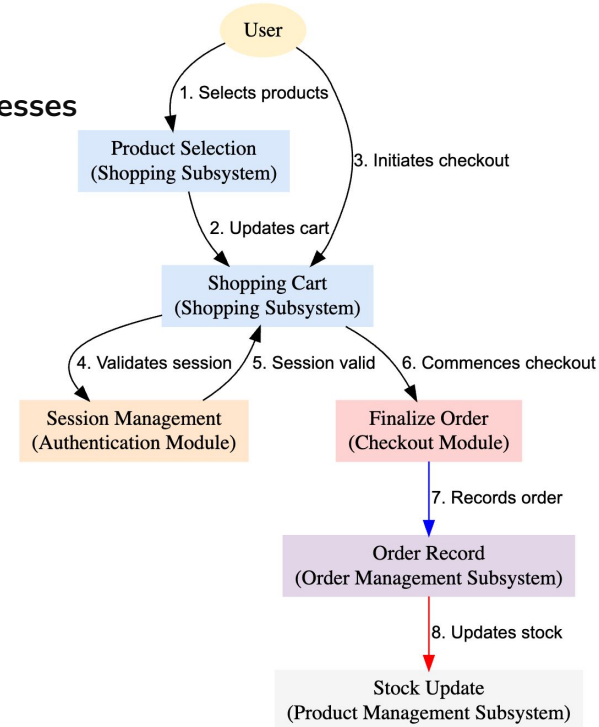 User
esses
1. Selects products
Product Selection
(Shopping Subsystem)
3. Initiates checkout
2. Updates cart
Shopping Cart
(Shopping Subsystem)
4. Validates session
5. Session valid
6. Commences checkout
Session Management
(Authentication Module)
Finalize Order
(Checkout Module)
7. Records order
Order Record
(Order Management Subsystem)
8. Updates stock
Stock Update
(Product Management Subsystem)